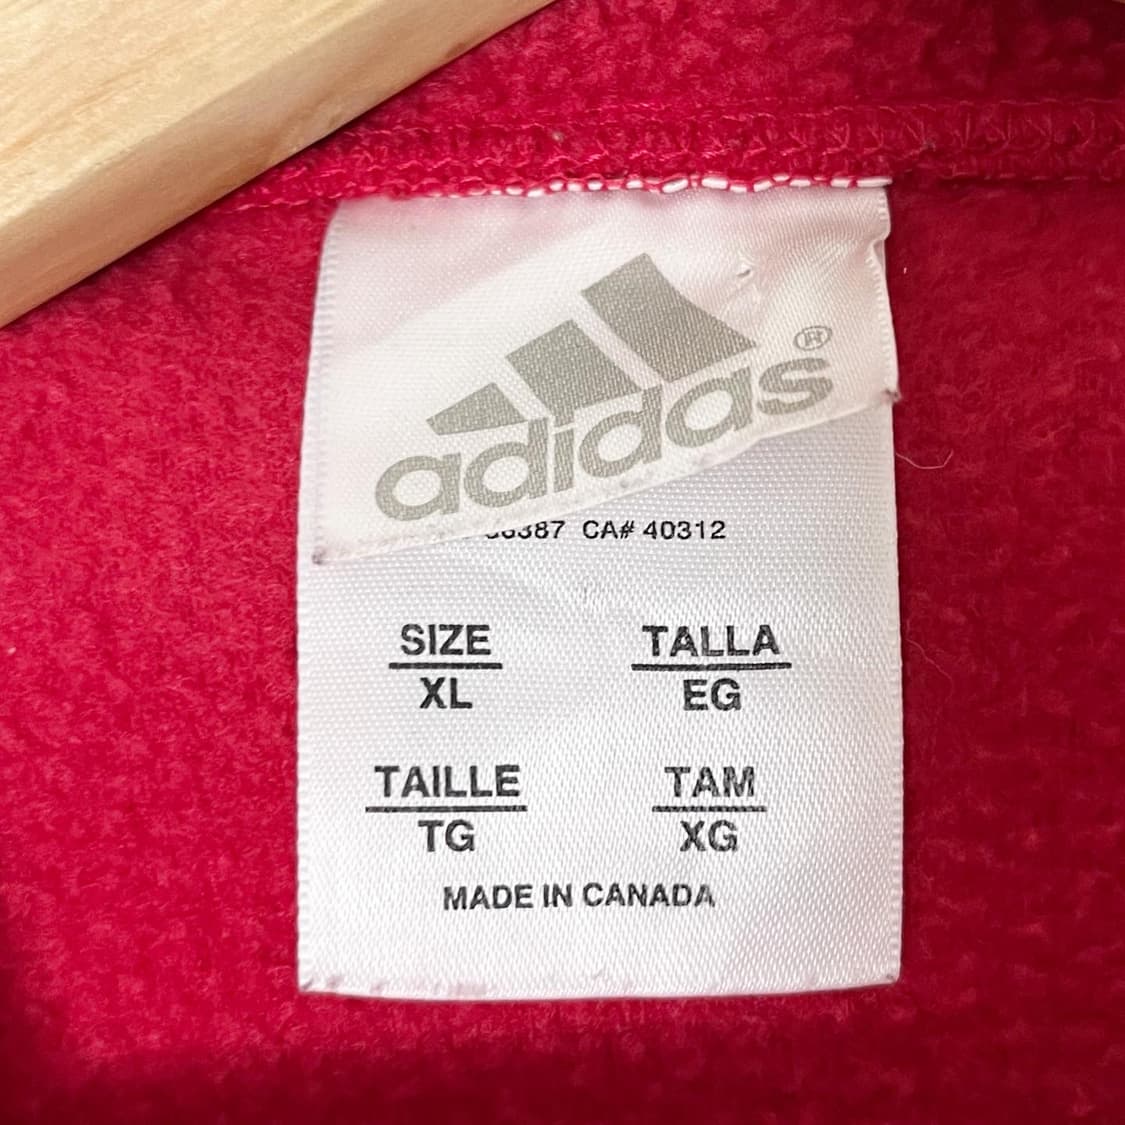 adidas®
CA# 40312
SIZE TALLA
XL EG
TAILLE TAM
TG XG
MADE IN CANADA